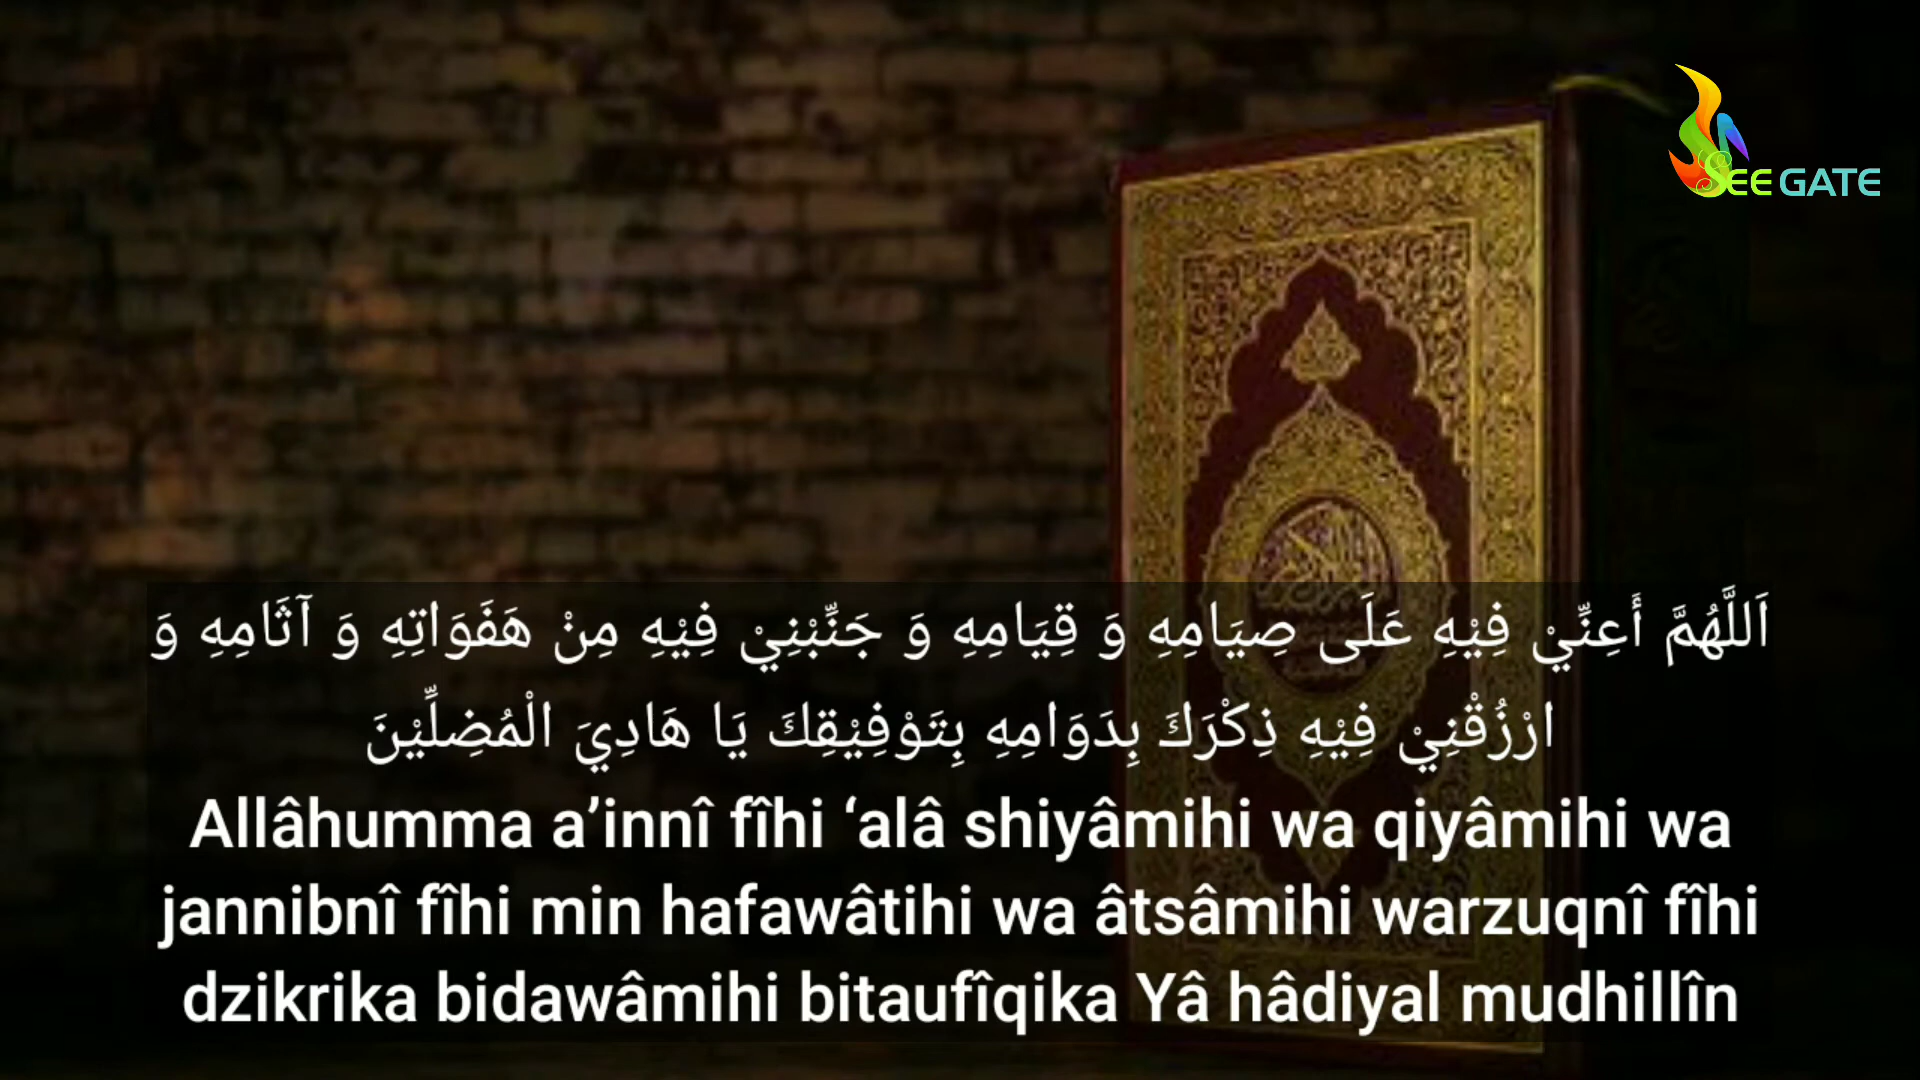 SEE GATE
اَللَّهُمَّ أَعِنِّيْ فِيْهِ عَلَى صِيَامِهِ وَ قِيَامِهِ وَ جَنِّبْنِيْ فِيْهِ مِنْ هَفَوَاتِهِ وَ آثَامِهِ وَ
ارْزُقْنِيْ فِيْهِ ذِكْرَكَ بِدَوَامِهِ بِتَوْفِيْقِكَ يَا هَادِيَ الْمُضِلِّيْنَ
Allâhumma a’innî fîhi ‘alâ shiyâmihi wa qiyâmihi wa
jannibnî fîhi min hafawâtihi wa âtsâmihi warzuqnî fîhi
dzikrika bidawâmihi bitaufîqika Yâ hâdiyal mudhillîn